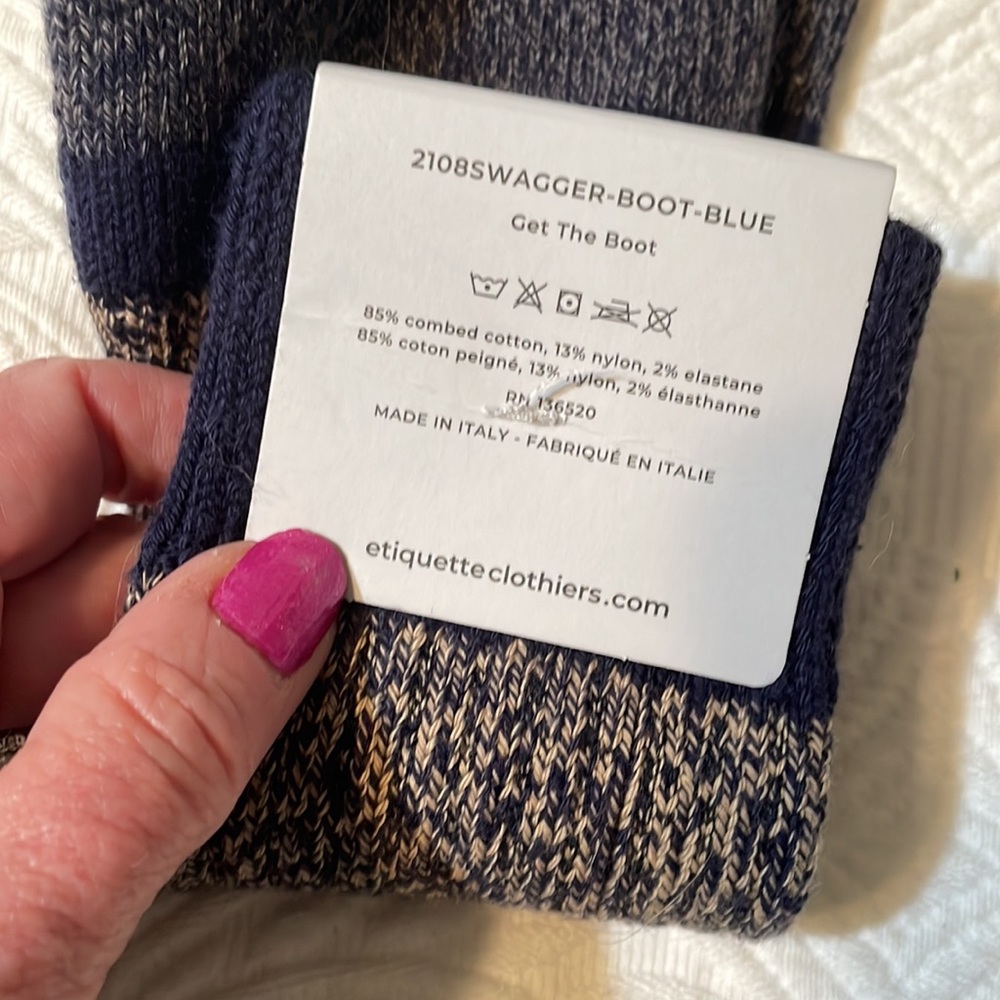 2108SWAGGER-BOOT-BLUE
Get The Boot
85% combed cotton, 13% nylon, 2% elastane
85% coton peigné, 13% nylon, 2% élasthanne
RN 136520
MADE IN ITALY - FABRIQUÉ EN ITALIE
etiquetteclothiers.com